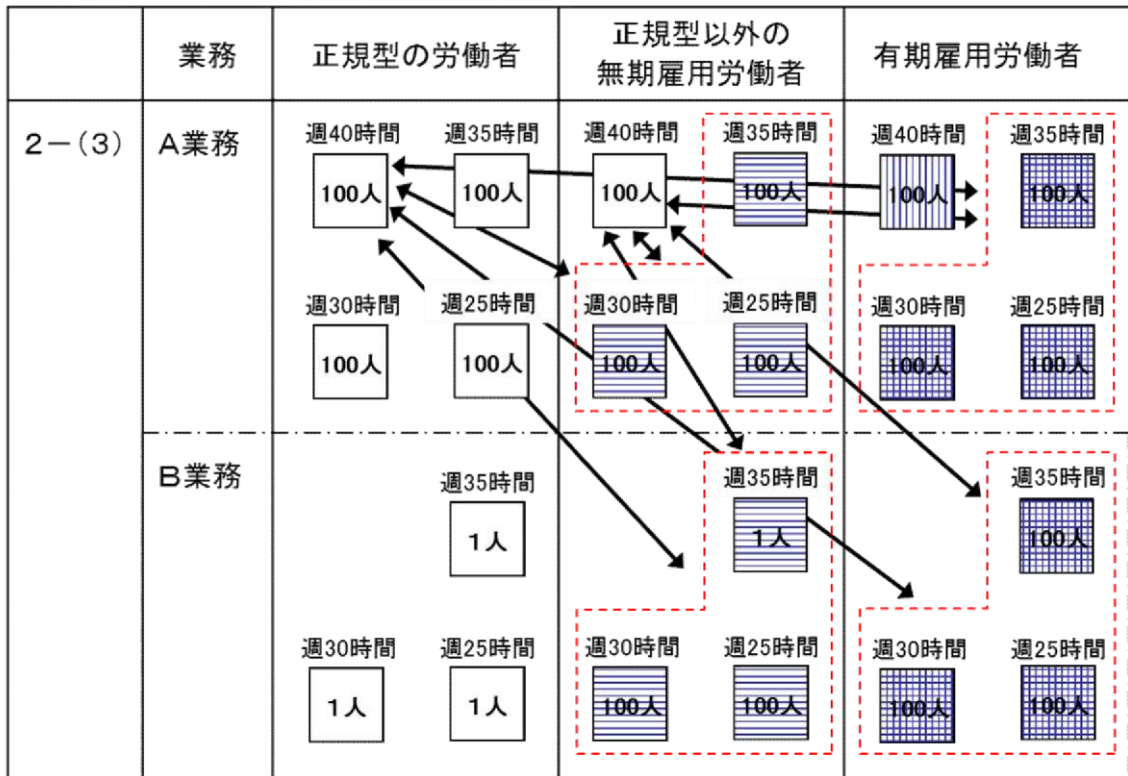 業務
正規型の労働者
正規型以外の
無期雇用労働者
有期雇用労働者
2－(3)
A業務
週40時間
週35時間
週40時間
週35時間
週40時間
週35時間
100人
100人
100人
100人
100人
100人
週30時間
週25時間
週30時間
週25時間
週30時間
週25時間
100人
100人
100人
100人
100人
100人
B業務
週35時間
週35時間
週35時間
1人
1人
100人
週30時間
週25時間
週30時間
週25時間
週30時間
週25時間
1人
1人
100人
100人
100人
100人